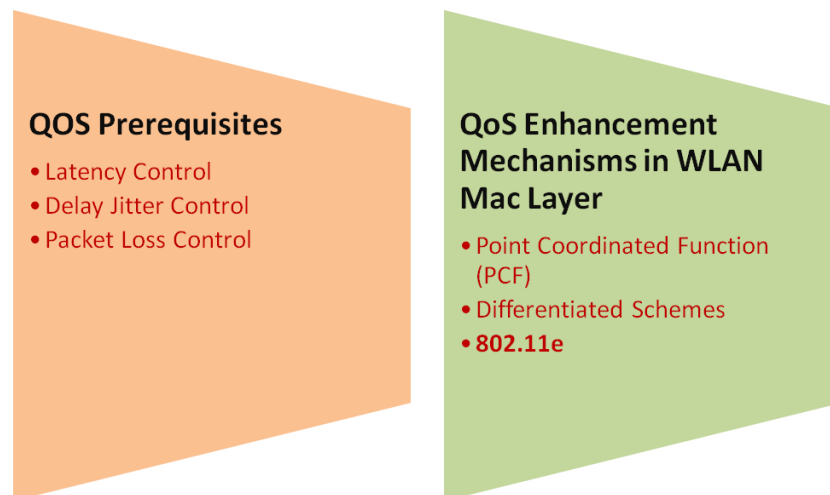 QOS Prerequisites
• Latency Control
• Delay Jitter Control
• Packet Loss Control
QoS Enhancement
Mechanisms in WLAN
Mac Layer
• Point Coordinated Function
(PCF)
• Differentiated Schemes
• 802.11e